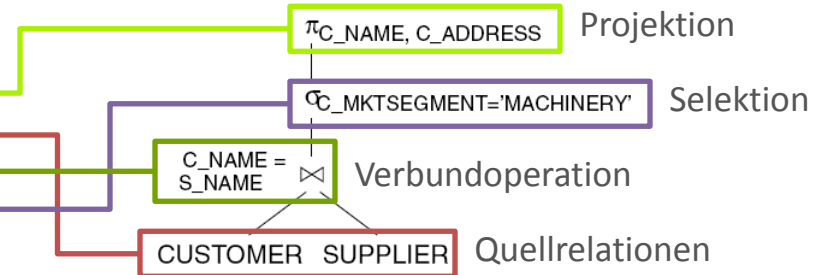 πC_NAME, C_ADDRESS Projektion
σC_MKTSEGMENT='MACHINERY' Selektion
C_NAME =
S_NAME ⋈ Verbundoperation
CUSTOMER SUPPLIER Quellrelationen